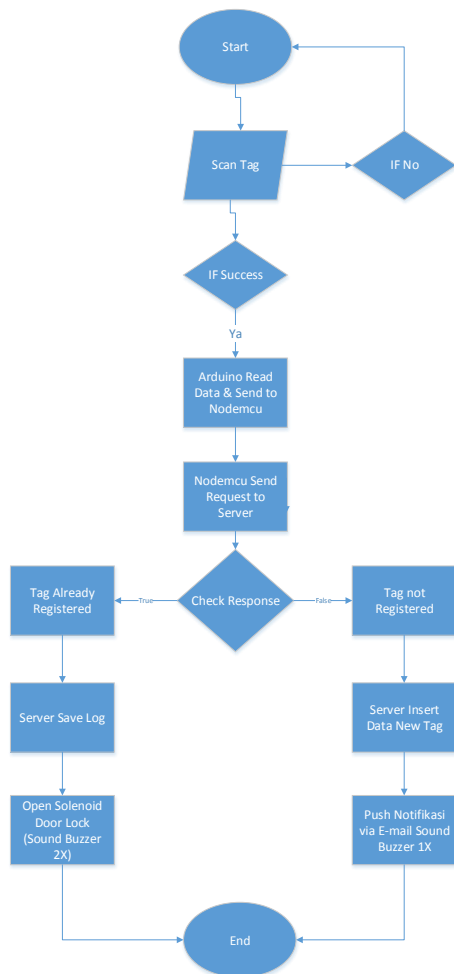 Start
Scan Tag
IF No
IF Success
Ya
Arduino Read
Data & Send to
Nodemcu
Nodemcu Send
Request to
Server
Tag Already
Registered
True
Check Response
False
Tag not
Registered
Server Save Log
Server Insert
Data New Tag
Open Solenoid
Door Lock
(Sound Buzzer
2X)
Push Notifikasi
via E-mail Sound
Buzzer 1X
End